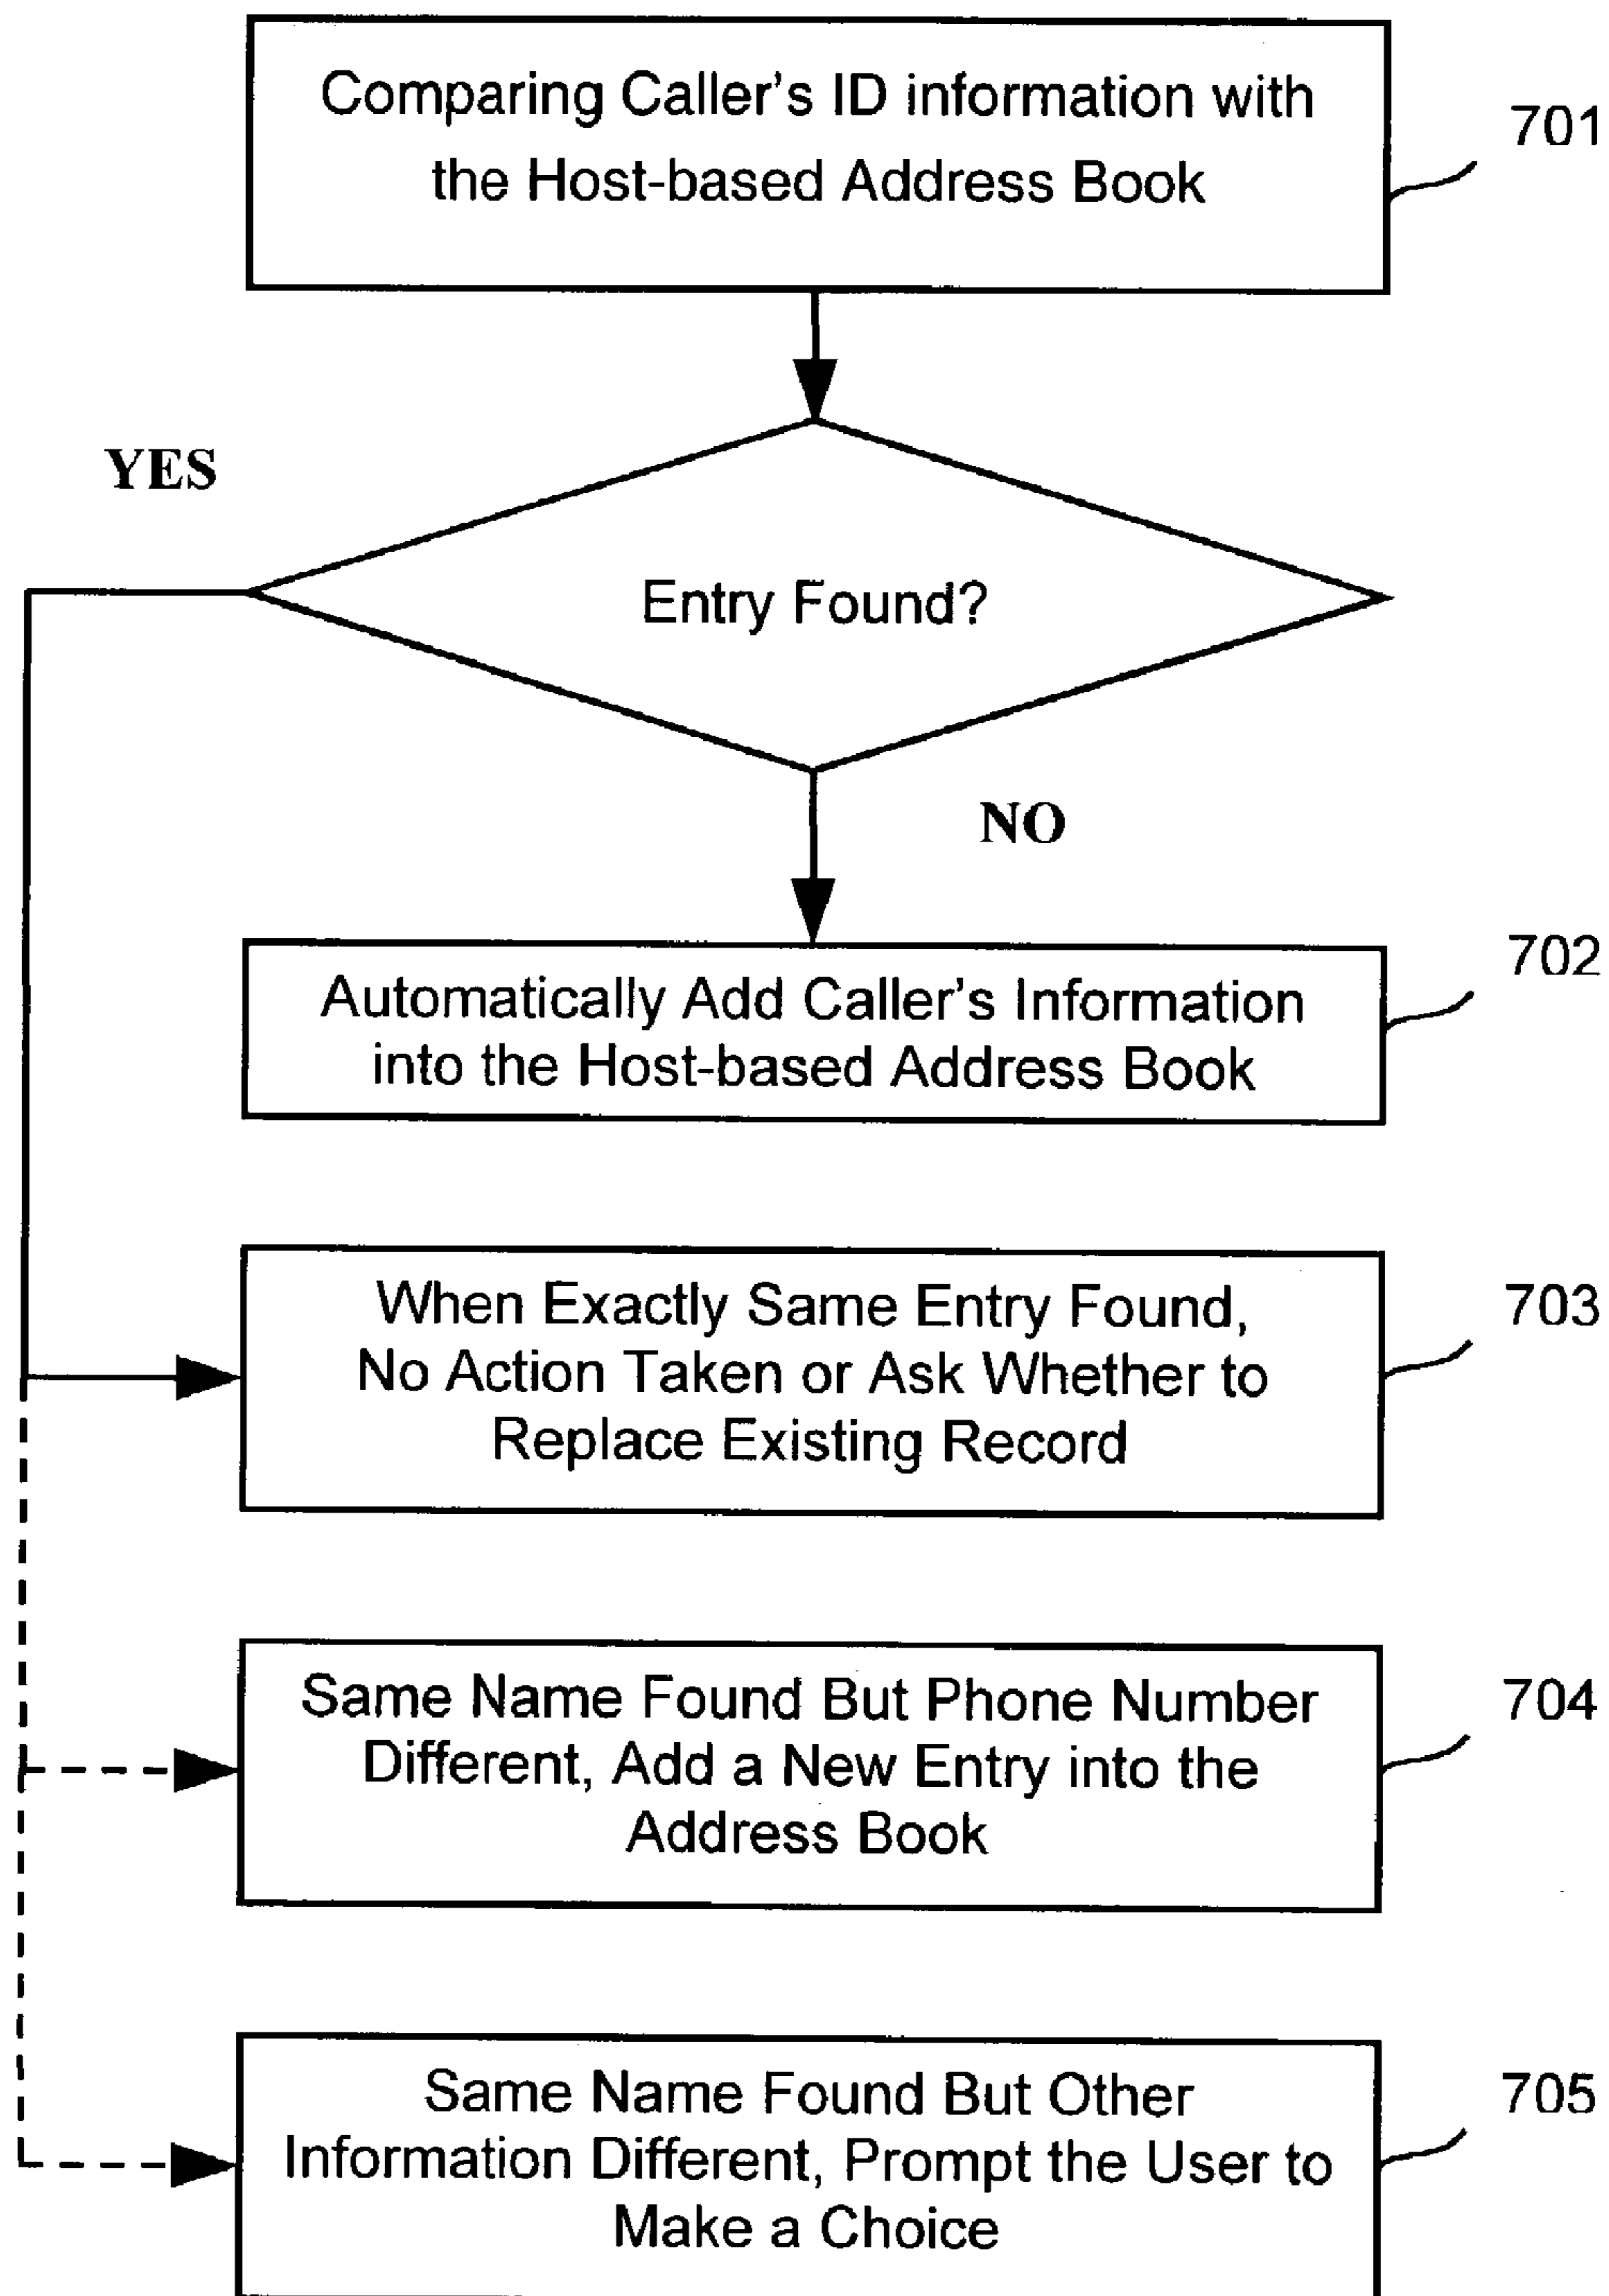 Comparing Caller's ID information with
the Host-based Address Book
701
YES
Entry Found?
NO
702
Automatically Add Caller's Information
into the Host-based Address Book
703
When Exactly Same Entry Found,
No Action Taken or Ask Whether to
Replace Existing Record
704
Same Name Found But Phone Number
Different, Add a New Entry into the
Address Book
705
Same Name Found But Other
Information Different, Prompt the User to
Make a Choice